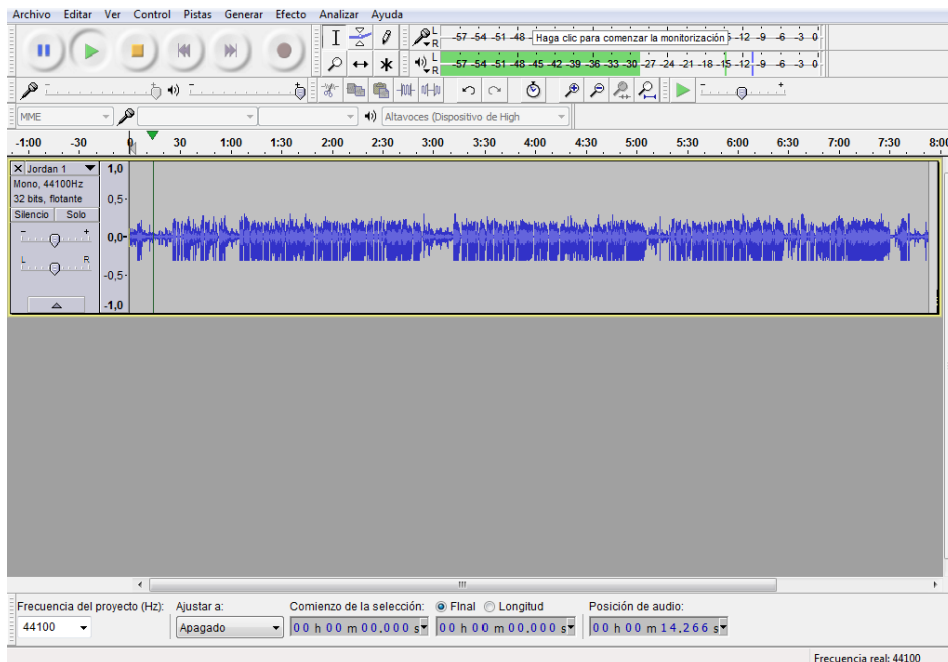 Archivo Editar Ver Control Pistas Generar Efecto Analizar Ayuda
L R -57 -54 -51 -48 Haga clic para comenzar la monitorización -12 -9 -6 -3 0
L R -57 -54 -51 -48 -45 -42 -39 -36 -33 -30 -27 -24 -21 -18 -15 -12 -9 -6 -3 0
- + 
MME Altavoces (Dispositivo de High
-1:00 -30 0 30 1:00 1:30 2:00 2:30 3:00 3:30 4:00 4:30 5:00 5:30 6:00 6:30 7:00 7:30 8:00
X Jordan 1 1,0
Mono, 44100Hz
32 bits, flotante 0,5
Silencio Solo
- + 0,0
L R -0,5
-1,0
Frecuencia del proyecto (Hz): Ajustar a: Comienzo de la selección: FInal Longitud Posición de audio:
44100 Apagado 00 h 00 m 00,000 s 00 h 00 m 00,000 s 00 h 00 m 14,266 s
Frecuencia real: 44100